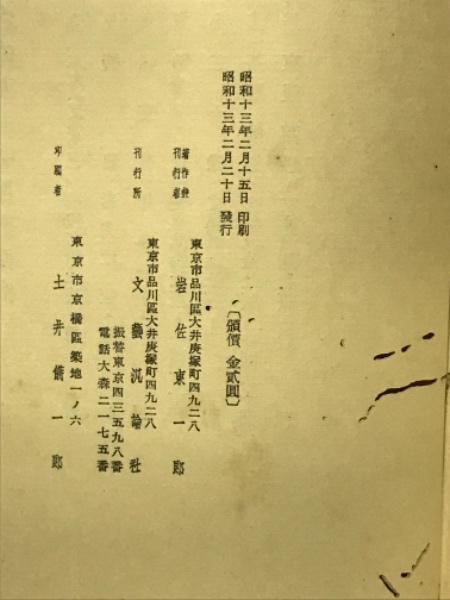 昭和十三年二月十五日 印刷
昭和十三年二月二十日 發行
〔頒價 金貳圓〕
東京市品川區大井庚塚町四九二八
著作兼
刊行者
岩佐東一郎
東京市品川區大井庚塚町四九二八
刊行所
文藝汎論社
振替東京四三五九八番
電話大森二一七五番
東京市京橋區築地一ノ六
印刷者
土井 一郎